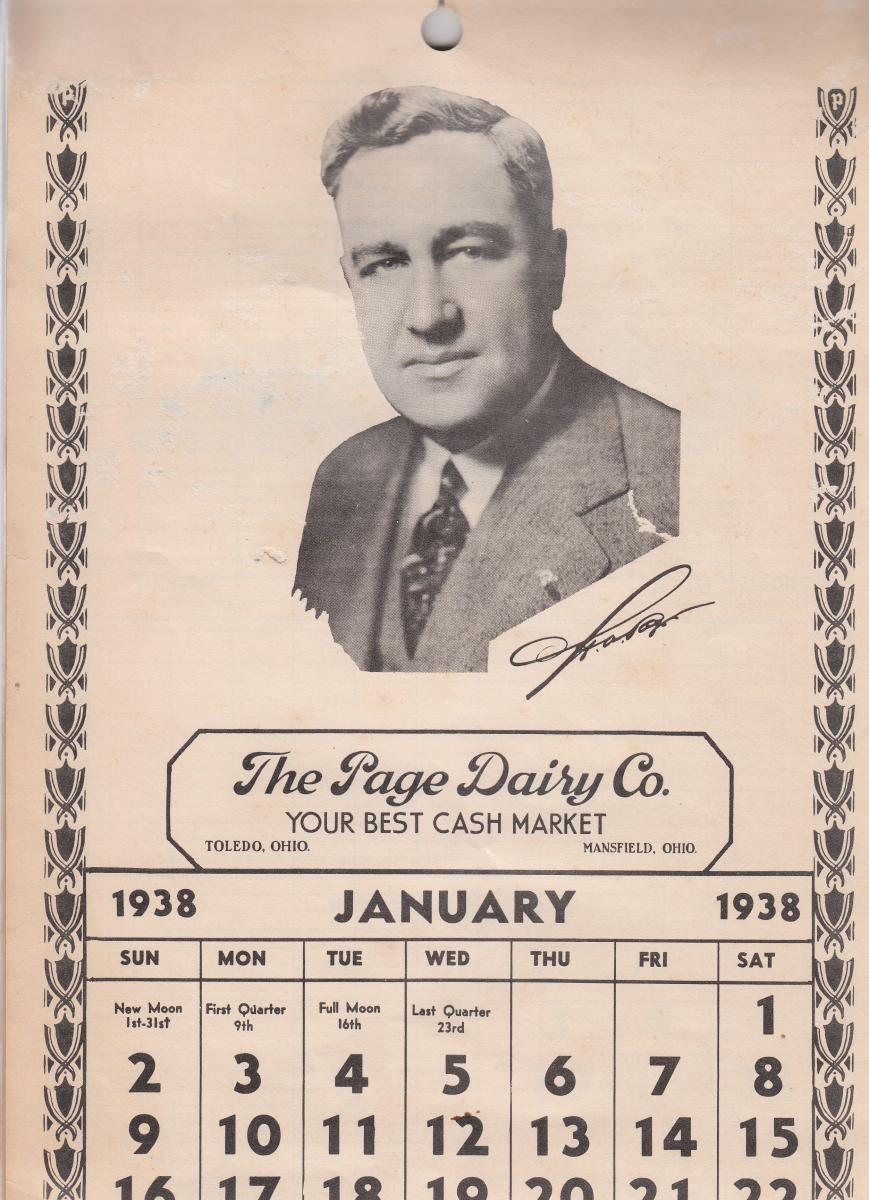 P
P
The Page Dairy Co.
YOUR BEST CASH MARKET
TOLEDO, OHIO. MANSFIELD, OHIO.
1938 JANUARY 1938
SUN MON TUE WED THU FRI SAT
New Moon First Quarter Full Moon Last Quarter
1st-31st 9th 16th 23rd
1
2 3 4 5 6 7 8
9 10 11 12 13 14 15
16 17 18 19 20 21 22